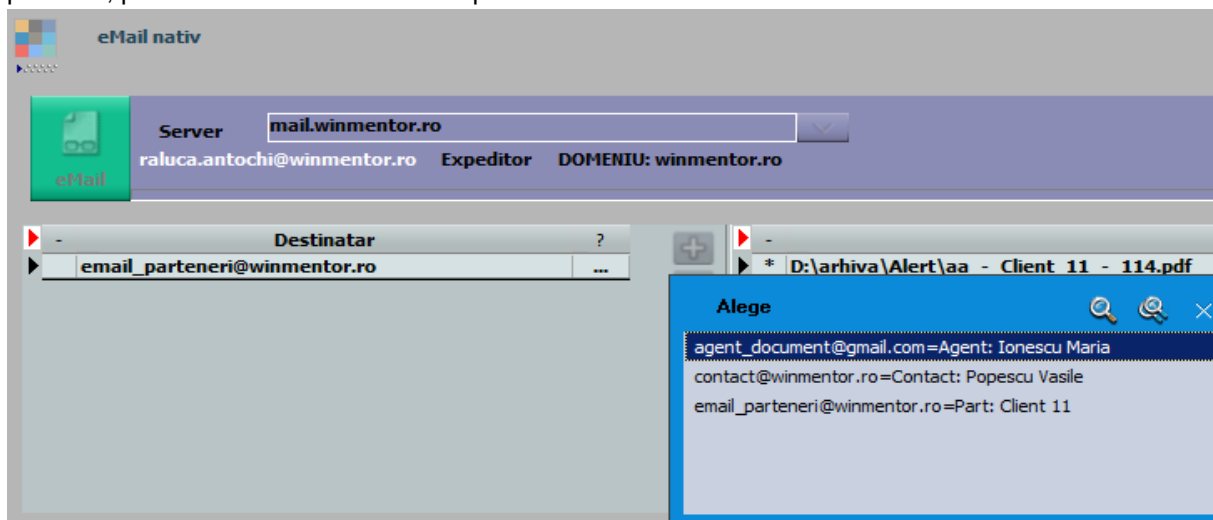 eMail nativ
Server mail.winmentor.ro
raluca.antochi@winmentor.ro Expeditor DOMENIU: winmentor.ro
eMail
- Destinatar ? -
email_parteneri@winmentor.ro ... * D:\arhiva\Alert\aa - Client 11 - 114.pdf
Alege
agent_document@gmail.com=Agent: Ionescu Maria
contact@winmentor.ro=Contact: Popescu Vasile
email_parteneri@winmentor.ro=Part: Client 11